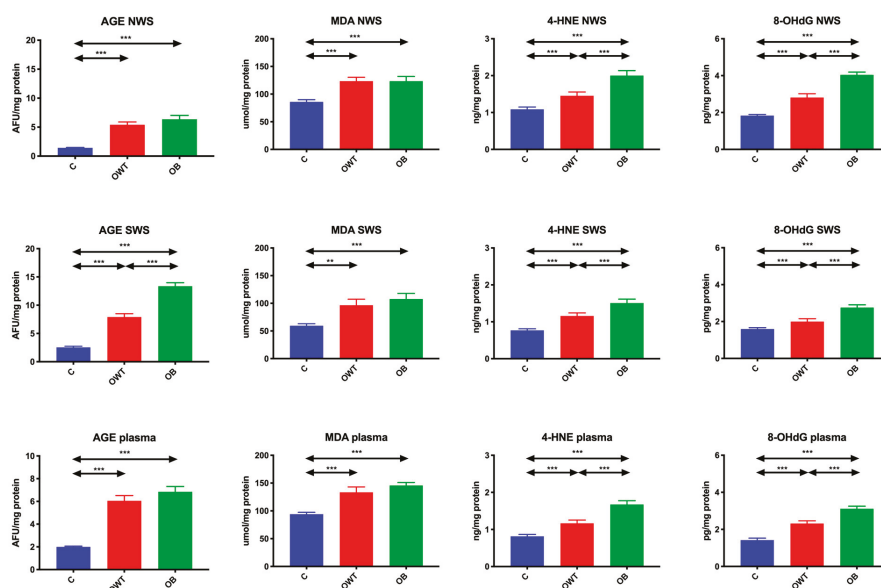 AGE NWS
MDA NWS
4-HNE NWS
8-OHdG NWS
AFU/mg protein
20
15
10
5
0
***
***
C
OWT
OB
umol/mg protein
200
150
100
50
0
***
***
C
OWT
OB
ng/mg protein
3
2
1
0
***
***
***
C
OWT
OB
pg/mg protein
6
4
2
0
***
***
***
C
OWT
OB
AGE SWS
MDA SWS
4-HNE SWS
8-OHdG SWS
AFU/mg protein
20
15
10
5
0
***
***
***
C
OWT
OB
umol/mg protein
200
150
100
50
0
***
**
C
OWT
OB
ng/mg protein
3
2
1
0
***
***
***
C
OWT
OB
pg/mg protein
6
4
2
0
***
***
***
C
OWT
OB
AGE plasma
MDA plasma
4-HNE plasma
8-OHdG plasma
AFU/mg protein
10
8
6
4
2
***
***
C
OWT
OB
umol/mg protein
200
150
100
50
0
***
***
C
OWT
OB
ng/mg protein
3
2
1
0
***
***
***
C
OWT
OB
pg/mg protein
6
4
2
0
***
***
***
C
OWT
OB